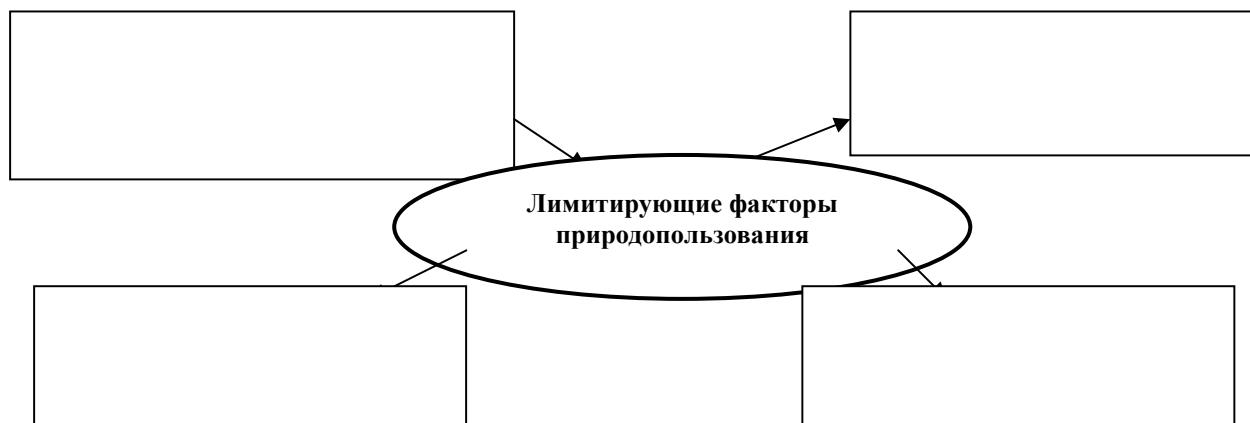 Лимитирующие факторы
природопользования